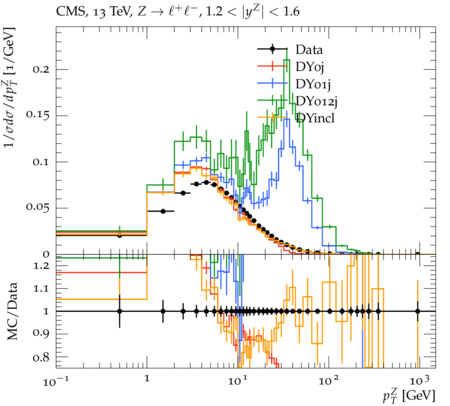 CMS, 13 TeV, Z → ℓ⁺ℓ⁻, 1.2 < |y^Z| < 1.6
1/σdσ/dp_T^Z [1/GeV]
Data
DY0j
DY01j
DY012j
DYincl
0.2
0.15
0.1
0.05
0
MC/Data
1.2
1.1
1
0.9
0.8
10⁻¹ 1 10¹ 10² 10³
p_T^Z [GeV]